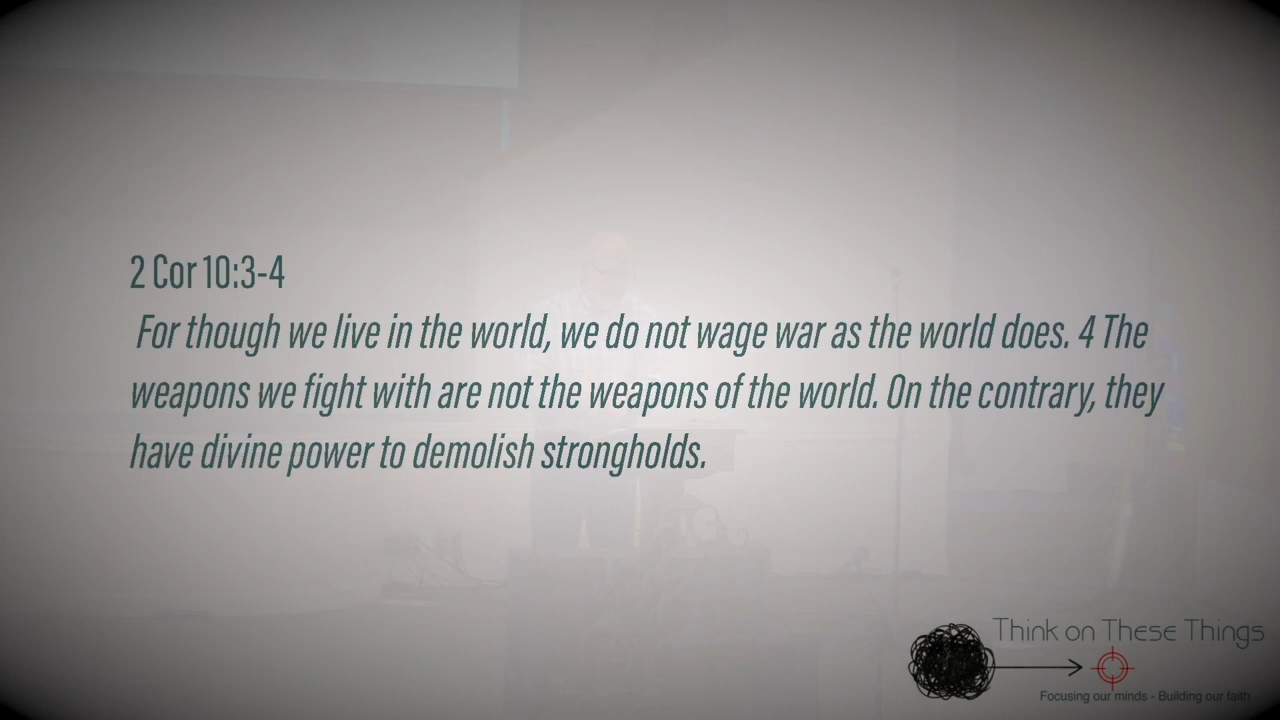 2 Cor 10:3-4
For though we live in the world, we do not wage war as the world does. 4 The
weapons we fight with are not the weapons of the world. On the contrary, they
have divine power to demolish strongholds.
Think on These Things
Focusing our minds - Building our faith